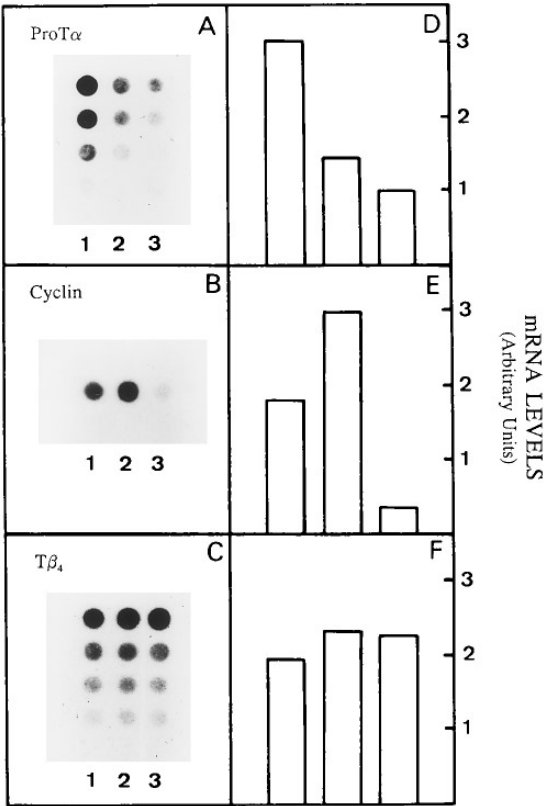 ProTα
A
1 2 3
D
3
2
1
Cyclin
B
1 2 3
E
3
2
1
Tβ₄
C
1 2 3
F
3
2
1
mRNA LEVELS
(Arbitrary Units)